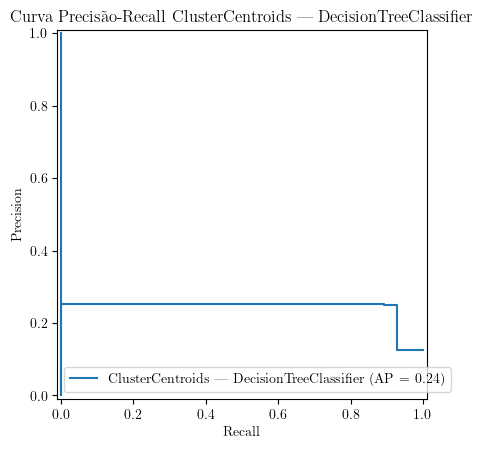 Curva Precisão-Recall ClusterCentroids — DecisionTreeClassifier
1.0
0.8
0.6
0.4
0.2
0.0
Precision
ClusterCentroids — DecisionTreeClassifier (AP = 0.24)
0.0 0.2 0.4 0.6 0.8 1.0
Recall